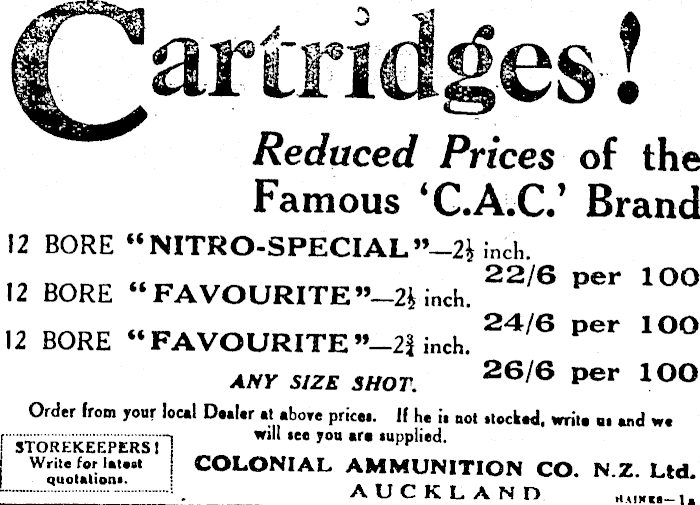 Cartridges!
Reduced Prices of the
Famous 'C.A.C.' Brand
12 BORE "NITRO-SPECIAL"—2½ inch.
22/6 per 100
12 BORE "FAVOURITE"—2½ inch.
24/6 per 100
12 BORE "FAVOURITE"—2¾ inch.
26/6 per 100
ANY SIZE SHOT.
Order from your local Dealer at above prices. If he is not stocked, write us and we
will see you are supplied.
STOREKEEPERS!
Write for latest
quotations.
COLONIAL AMMUNITION CO. N.Z. Ltd.
AUCKLAND
HAINES—1a